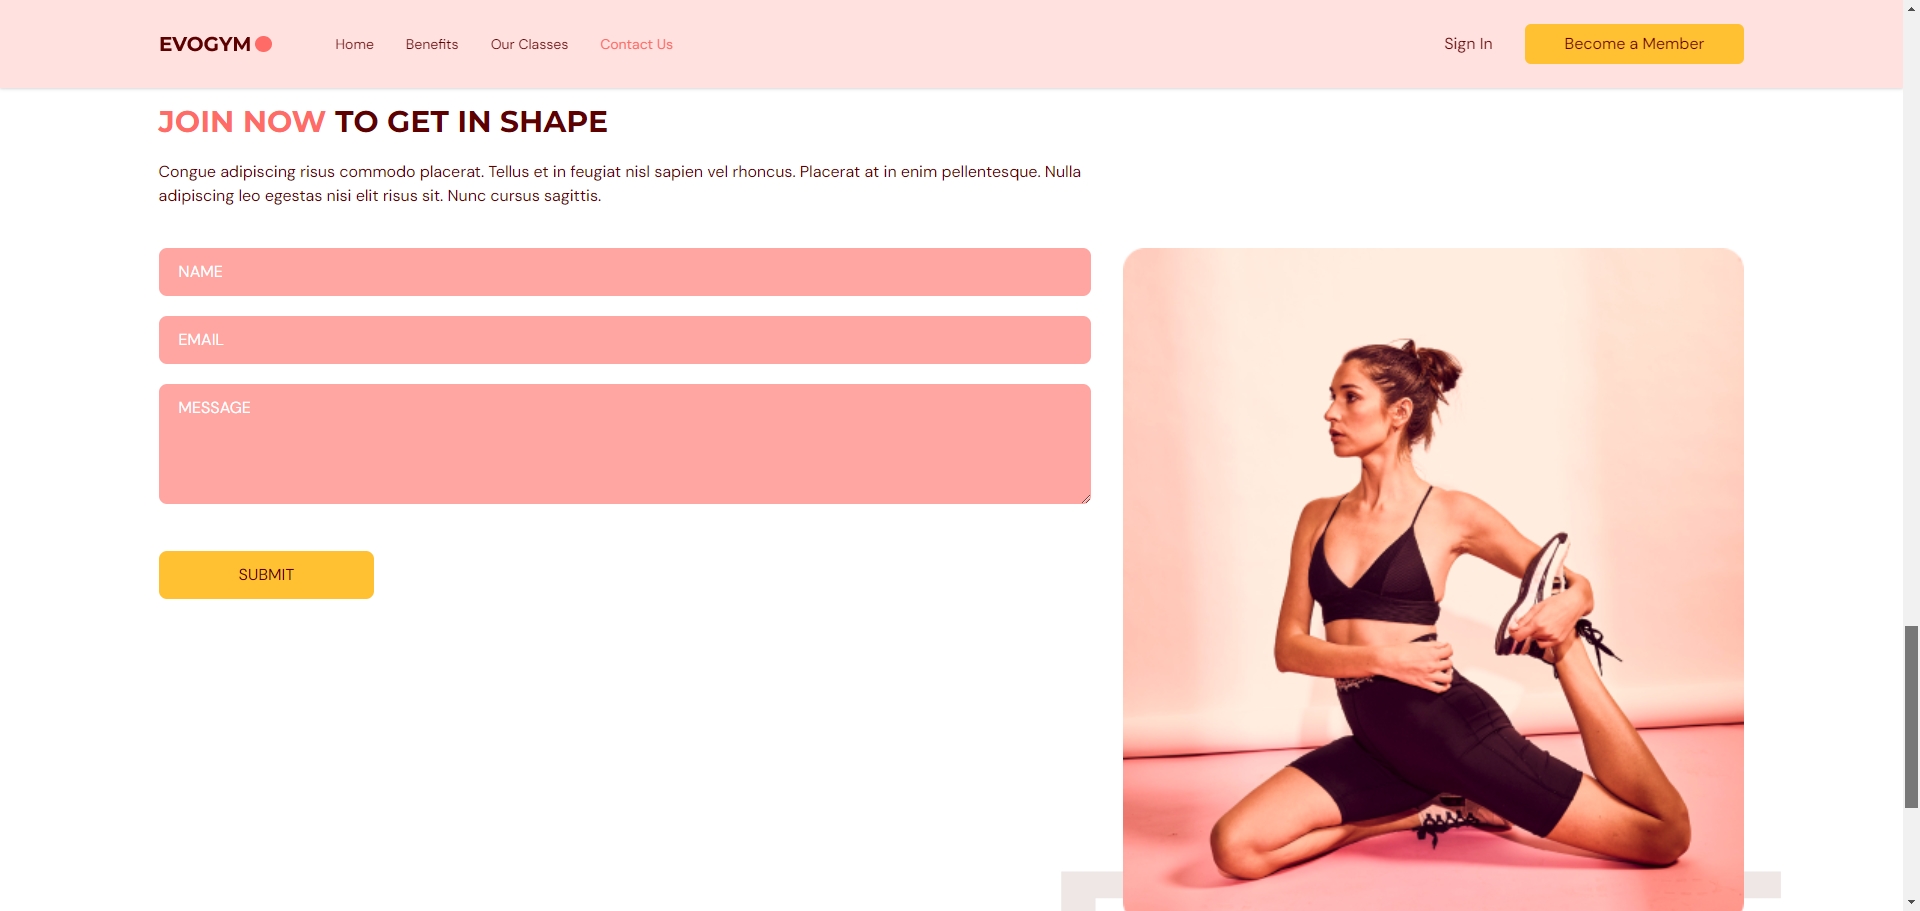 EVOGYM
Home
Benefits
Our Classes
Contact Us
Sign In
Become a Member
JOIN NOW TO GET IN SHAPE
Congue adipiscing risus commodo placerat. Tellus et in feugiat nisl sapien vel rhoncus. Placerat at in enim pellentesque. Nulla
adipiscing leo egestas nisi elit risus sit. Nunc cursus sagittis.
NAME
EMAIL
MESSAGE
SUBMIT